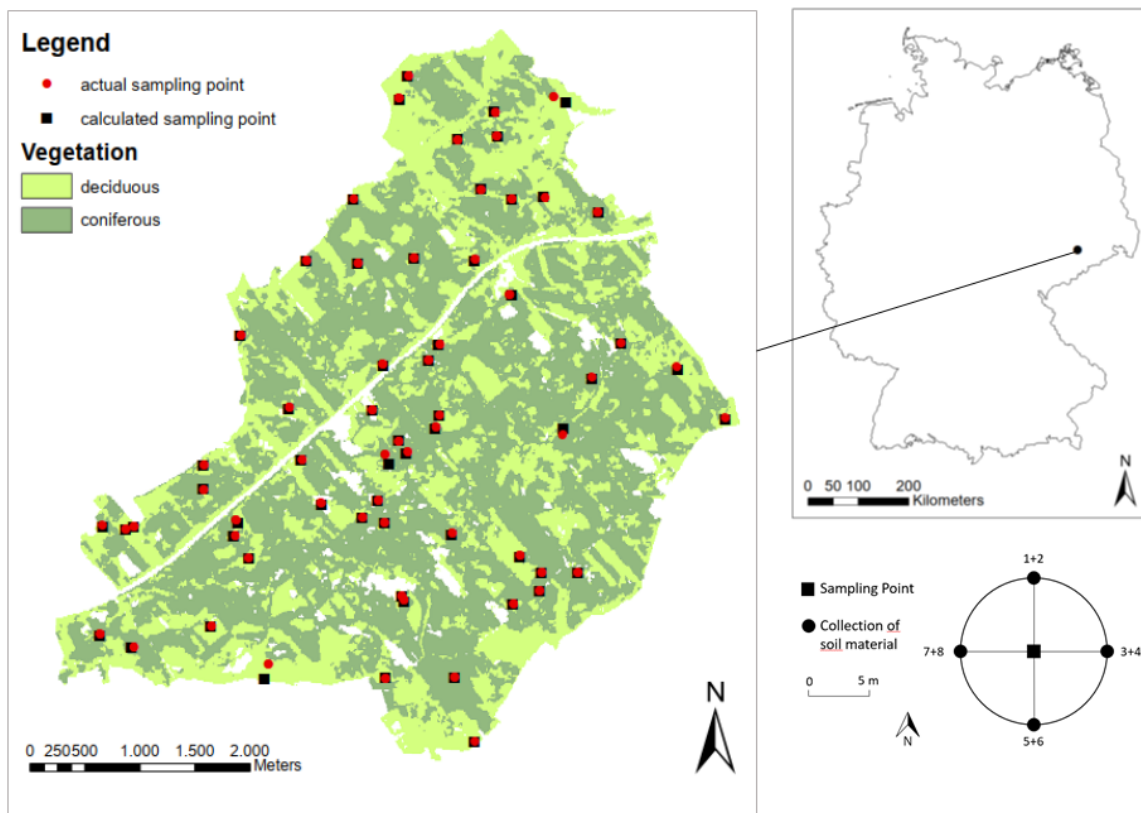 Legend
actual sampling point
calculated sampling point
Vegetation
deciduous
coniferous
N
0 250500 1.000 1.500 2.000
Meters
N
0 50 100 200
Kilometers
Sampling Point
Collection of
soil material
0 5 m
N
1+2
7+8 3+4
5+6